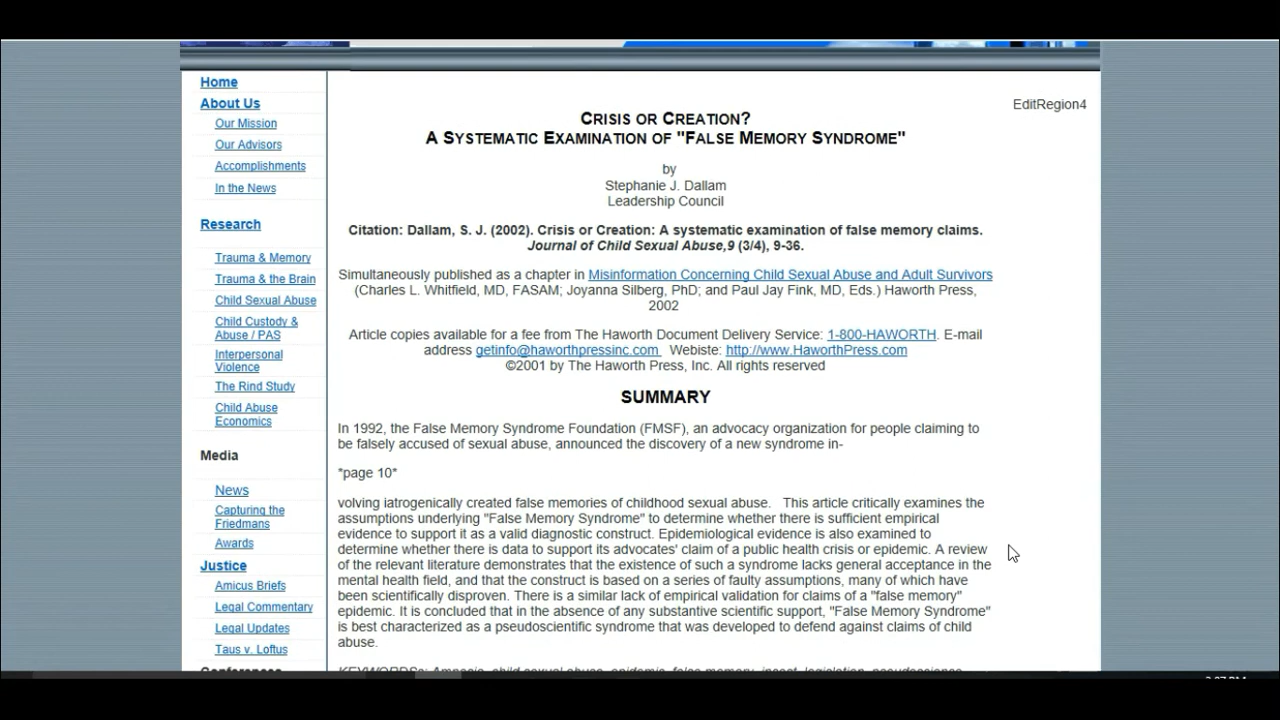 Home
About Us
Our Mission
Our Advisors
Accomplishments
In the News
Research
Trauma & Memory
Trauma & the Brain
Child Sexual Abuse
Child Custody &
Abuse / PAS
Interpersonal
Violence
The Rind Study
Child Abuse
Economics
Media
News
Capturing the
Friedmans
Awards
Justice
Amicus Briefs
Legal Commentary
Legal Updates
Taus v. Loftus
Conferences
EditRegion4
CRISIS OR CREATION?
A SYSTEMATIC EXAMINATION OF "FALSE MEMORY SYNDROME"
by
Stephanie J. Dallam
Leadership Council
Citation: Dallam, S. J. (2002). Crisis or Creation: A systematic examination of false memory claims.
Journal of Child Sexual Abuse,9 (3/4), 9-36.
Simultaneously published as a chapter in Misinformation Concerning Child Sexual Abuse and Adult Survivors
(Charles L. Whitfield, MD, FASAM; Joyanna Silberg, PhD; and Paul Jay Fink, MD, Eds.) Haworth Press,
2002
Article copies available for a fee from The Haworth Document Delivery Service: 1-800-HAWORTH. E-mail
address getinfo@haworthpressinc.com Webiste: http://www.HaworthPress.com
©2001 by The Haworth Press, Inc. All rights reserved
SUMMARY
In 1992, the False Memory Syndrome Foundation (FMSF), an advocacy organization for people claiming to
be falsely accused of sexual abuse, announced the discovery of a new syndrome in-
"page 10"
volving iatrogenically created false memories of childhood sexual abuse. This article critically examines the
assumptions underlying "False Memory Syndrome" to determine whether there is sufficient empirical
evidence to support it as a valid diagnostic construct. Epidemiological evidence is also examined to
determine whether there is data to support its advocates' claim of a public health crisis or epidemic. A review
of the relevant literature demonstrates that the existence of such a syndrome lacks general acceptance in the
mental health field, and that the construct is based on a series of faulty assumptions, many of which have
been scientifically disproven. There is a similar lack of empirical validation for claims of a "false memory"
epidemic. It is concluded that in the absence of any substantive scientific support, "False Memory Syndrome"
is best characterized as a pseudoscientific syndrome that was developed to defend against claims of child
abuse.
KEYWORDSs: Amnesia, child sexual abuse, epidemic, false memory, incest, legislation, pseudoscience,